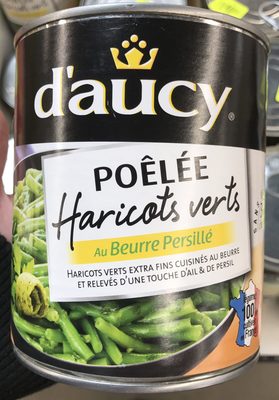 d'aucy®
POÊLÉE
Haricots verts
Au Beurre Persillé
HARICOTS VERTS EXTRA FINS CUISINÉS AU BEURRE
ET RELEVÉS D'UNE TOUCHE D'AIL & DE PERSIL
100